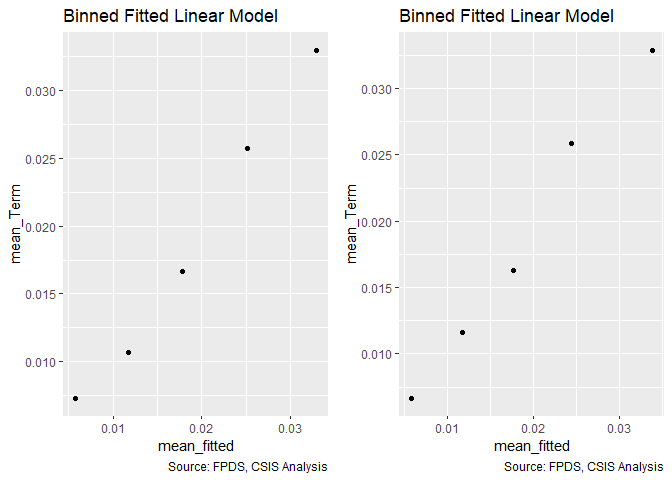 Binned Fitted Linear Model
mean_Term
0.030
0.025
0.020
0.015
0.010
0.01 0.02 0.03
mean_fitted
Source: FPDS, CSIS Analysis
Binned Fitted Linear Model
mean_Term
0.030
0.025
0.020
0.015
0.010
0.01 0.02 0.03
mean_fitted
Source: FPDS, CSIS Analysis